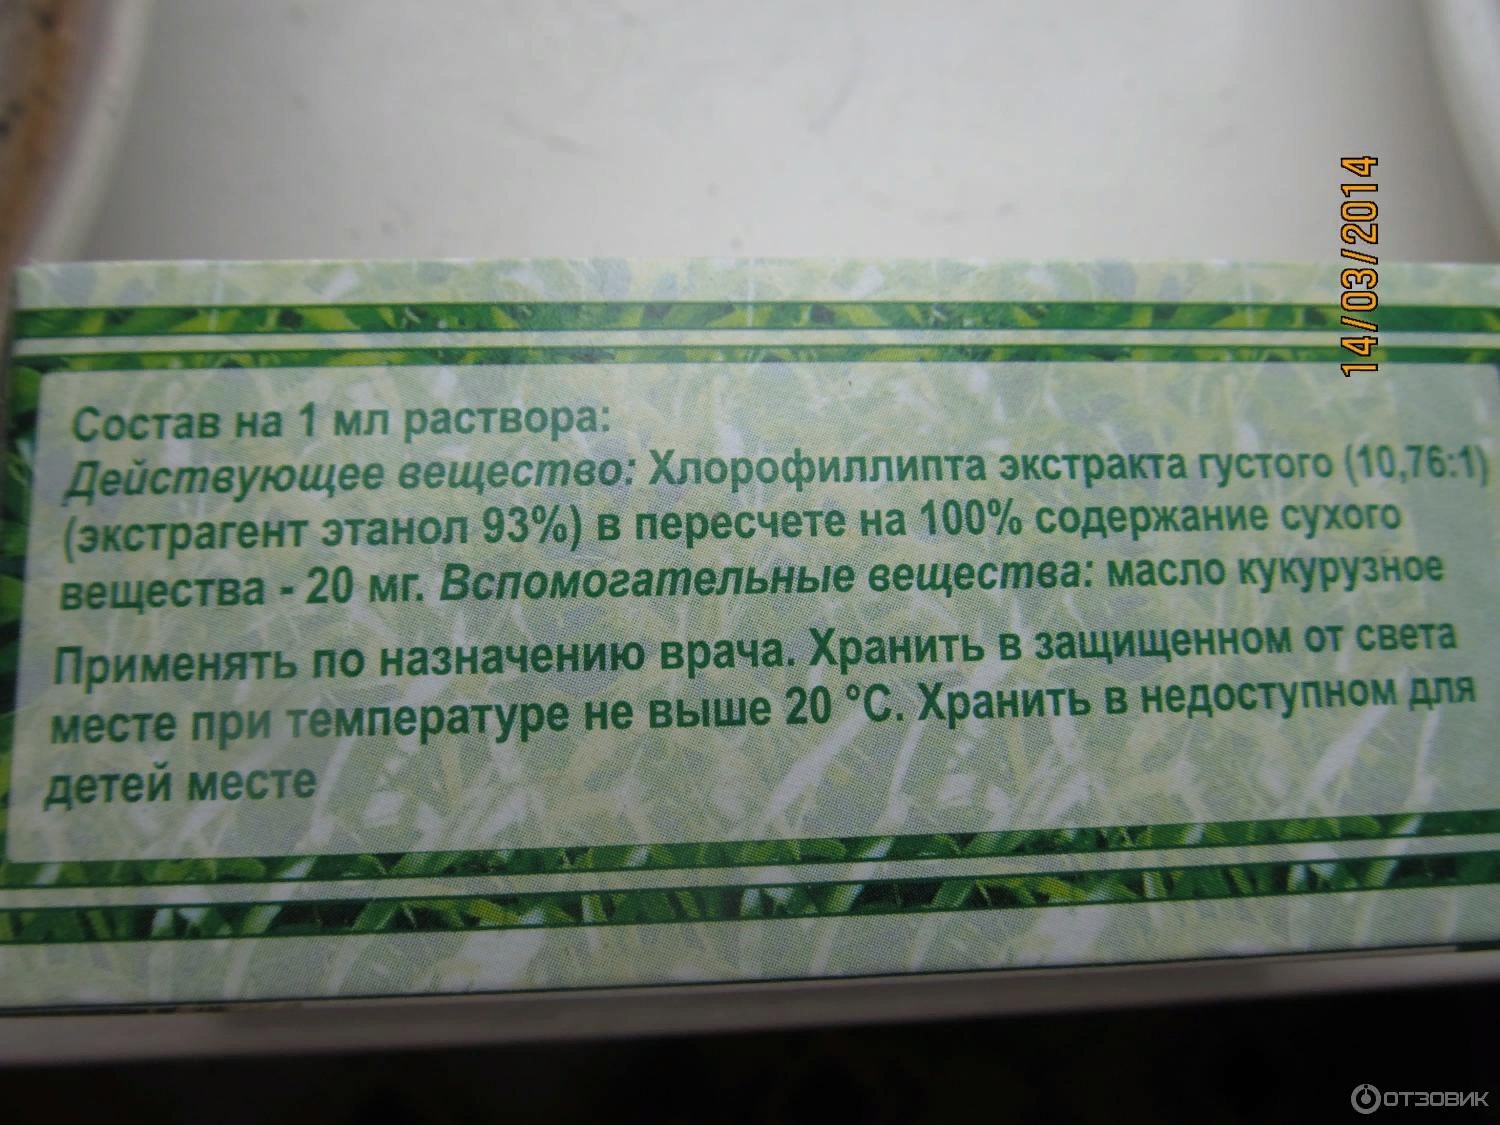 14/03/2014
Состав на 1 мл раствора:
Действующее вещество: Хлорофиллипта экстракта густого (10,76:1)
(экстрагент этанол 93%) в пересчете на 100% содержание сухого
вещества - 20 мг. Вспомогательные вещества: масло кукурузное
Применять по назначению врача. Хранить в защищенном от света
месте при температуре не выше 20 °С. Хранить в недоступном для
детей месте
ОТЗОВИК